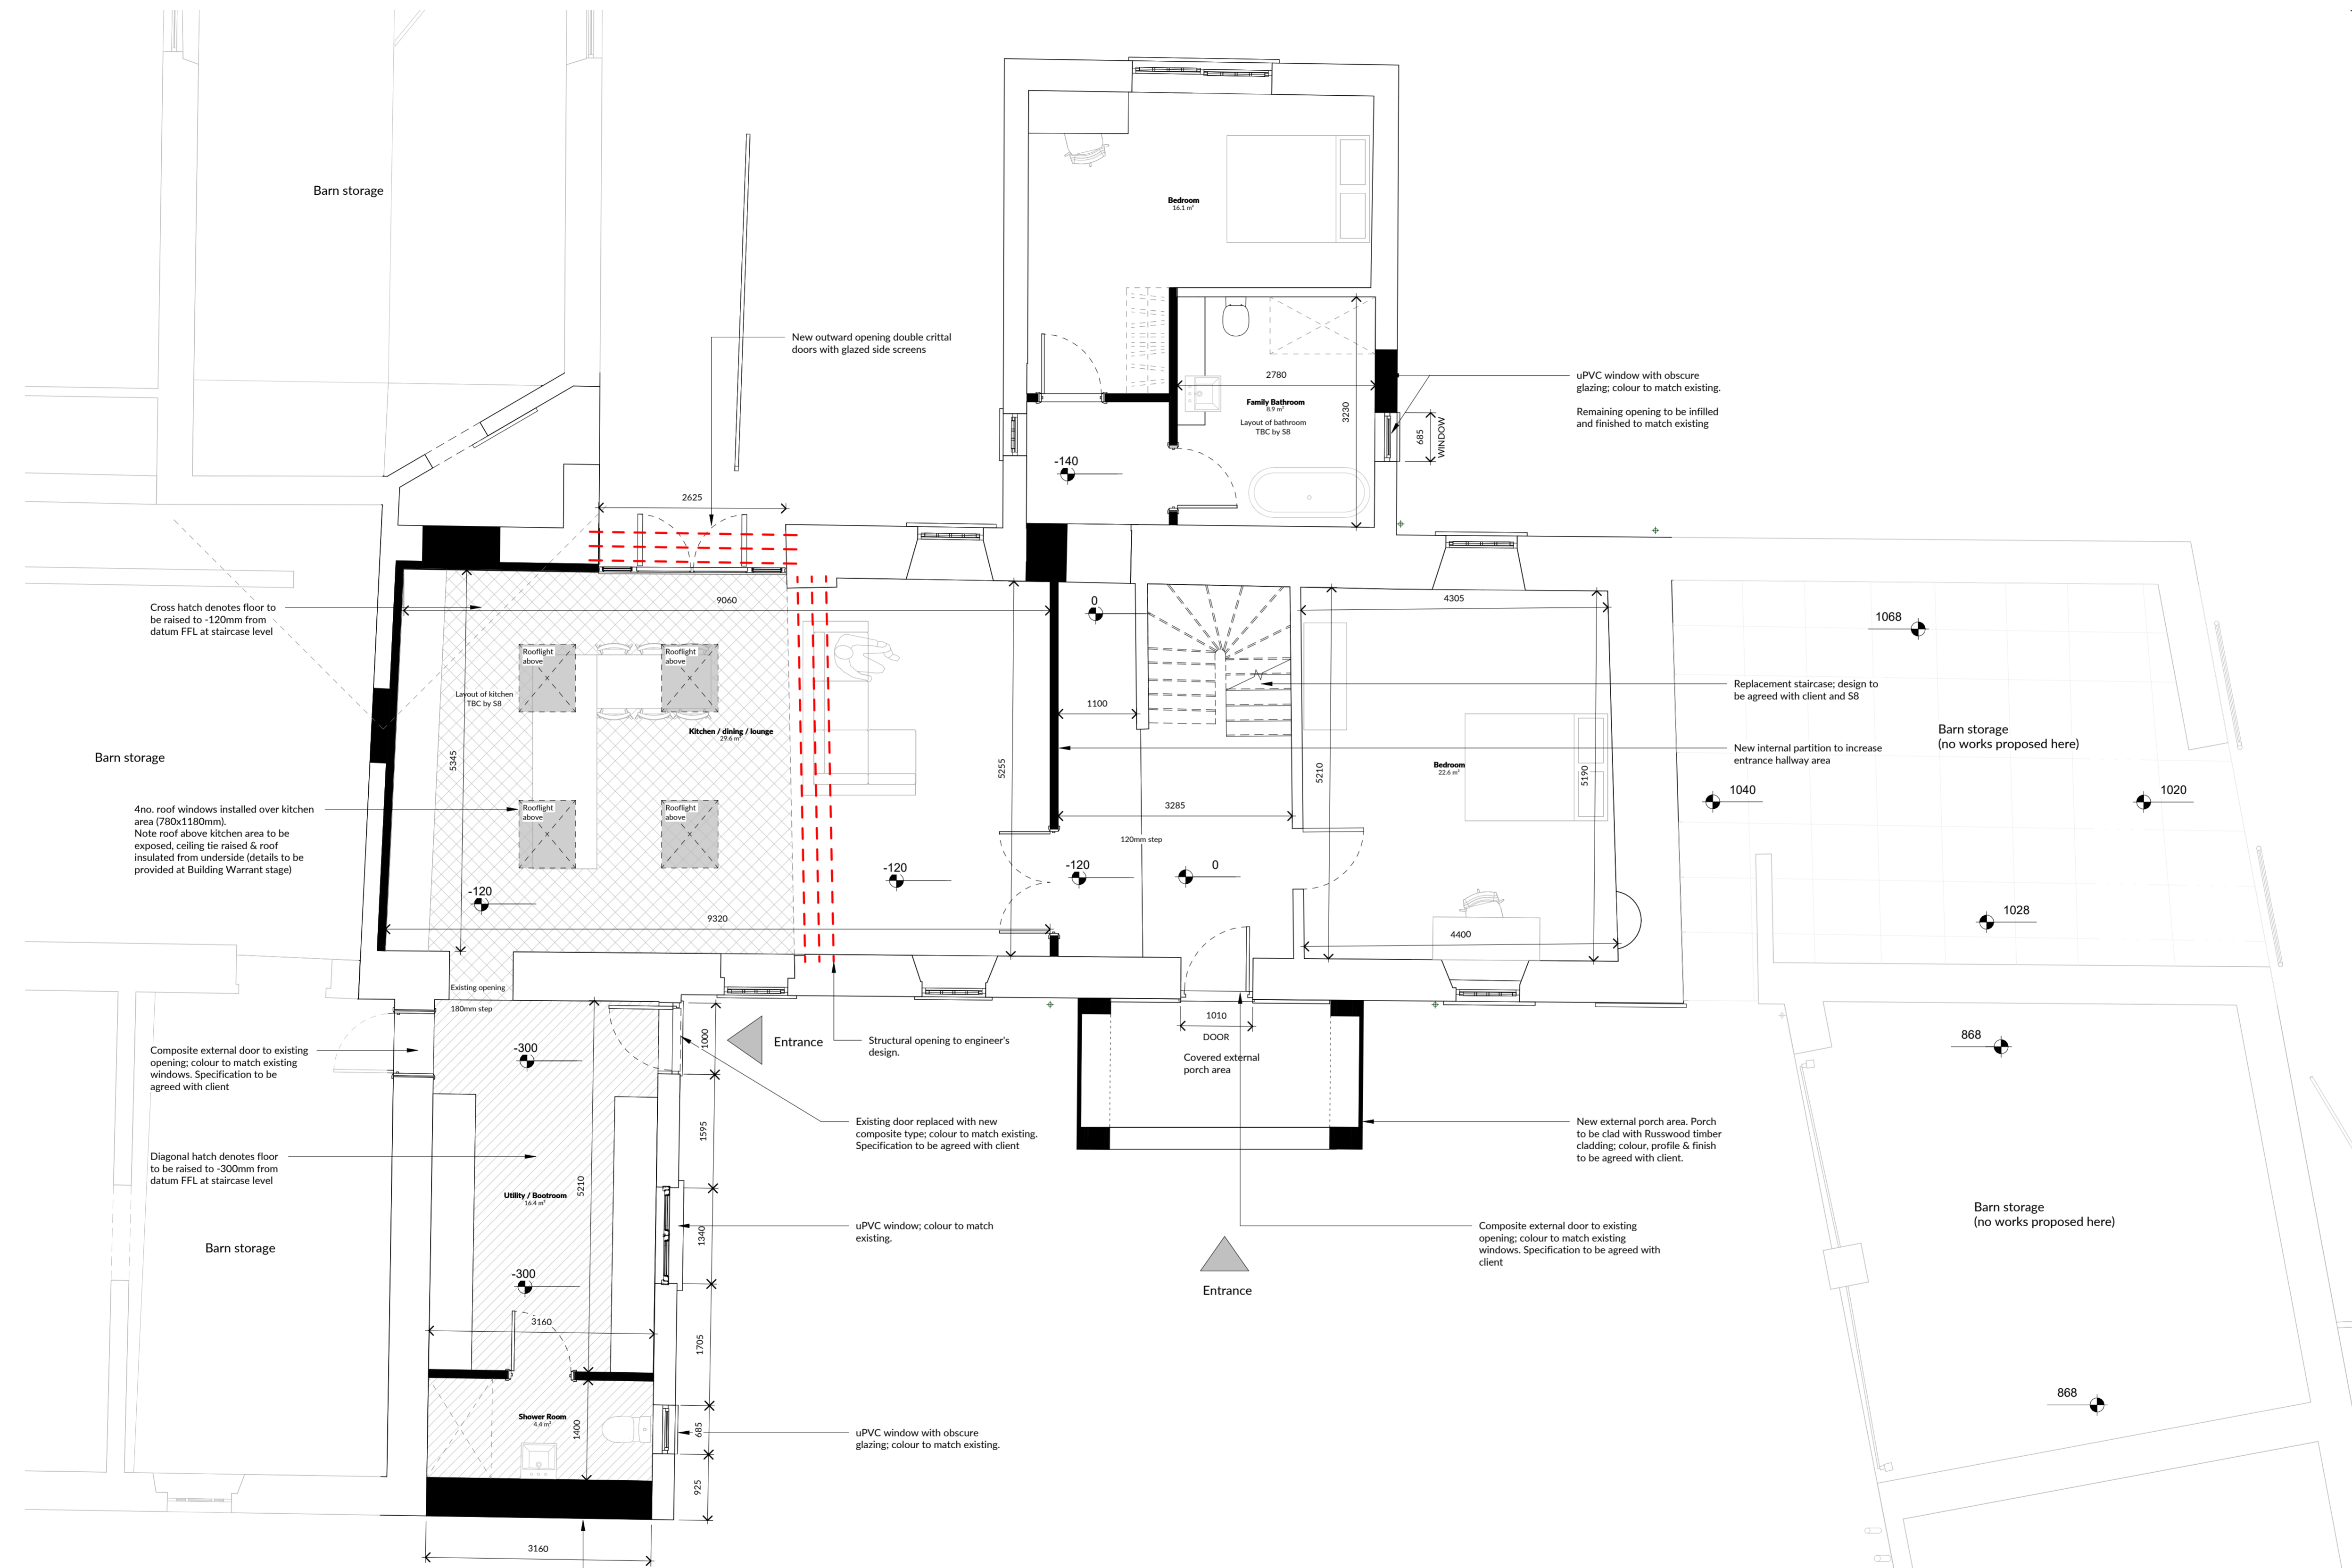 Barn storage
Bedroom
16.1 m²
New outward opening double crittal
doors with glazed side screens
2780
Family Bathroom
8.9 m²
Layout of bathroom
TBC by S8
3230
685
WINDOW
uPVC window with obscure
glazing; colour to match existing.
Remaining opening to be infilled
and finished to match existing
-140
2625
Cross hatch denotes floor to
be raised to -120mm from
datum FFL at staircase level
9060
0
4305
1068
Rooflight
above
Rooflight
above
Layout of kitchen
TBC by S8
Replacement staircase; design to
be agreed with client and S8
1100
Kitchen / dining / lounge
29.6 m²
Barn storage
(no works proposed here)
New internal partition to increase
entrance hallway area
Barn storage
5345
5255
5210
Bedroom
22.6 m²
5190
1040
1020
4no. roof windows installed over kitchen
area (780x1180mm).
Note roof above kitchen area to be
exposed, ceiling tie raised & roof
insulated from underside (details to be
provided at Building Warrant stage)
Rooflight
above
Rooflight
above
3285
120mm step
-120
-120
-120
0
1028
9320
4400
Existing opening
180mm step
1010
DOOR
Covered external
porch area
-300
1000
Entrance
Structural opening to engineer's
design.
868
Composite external door to existing
opening; colour to match existing
windows. Specification to be
agreed with client
1595
Existing door replaced with new
composite type; colour to match existing.
Specification to be agreed with client
New external porch area. Porch
to be clad with Russwood timber
cladding; colour, profile & finish
to be agreed with client.
Diagonal hatch denotes floor
to be raised to -300mm from
datum FFL at staircase level
Utility / Bootroom
16.4 m²
5210
Barn storage
(no works proposed here)
1340
uPVC window; colour to match
existing.
Composite external door to existing
opening; colour to match existing
windows. Specification to be agreed with
client
Barn storage
-300
Entrance
3160
1705
868
Shower Room
4.4 m²
1400
685
uPVC window with obscure
glazing; colour to match existing.
925
3160